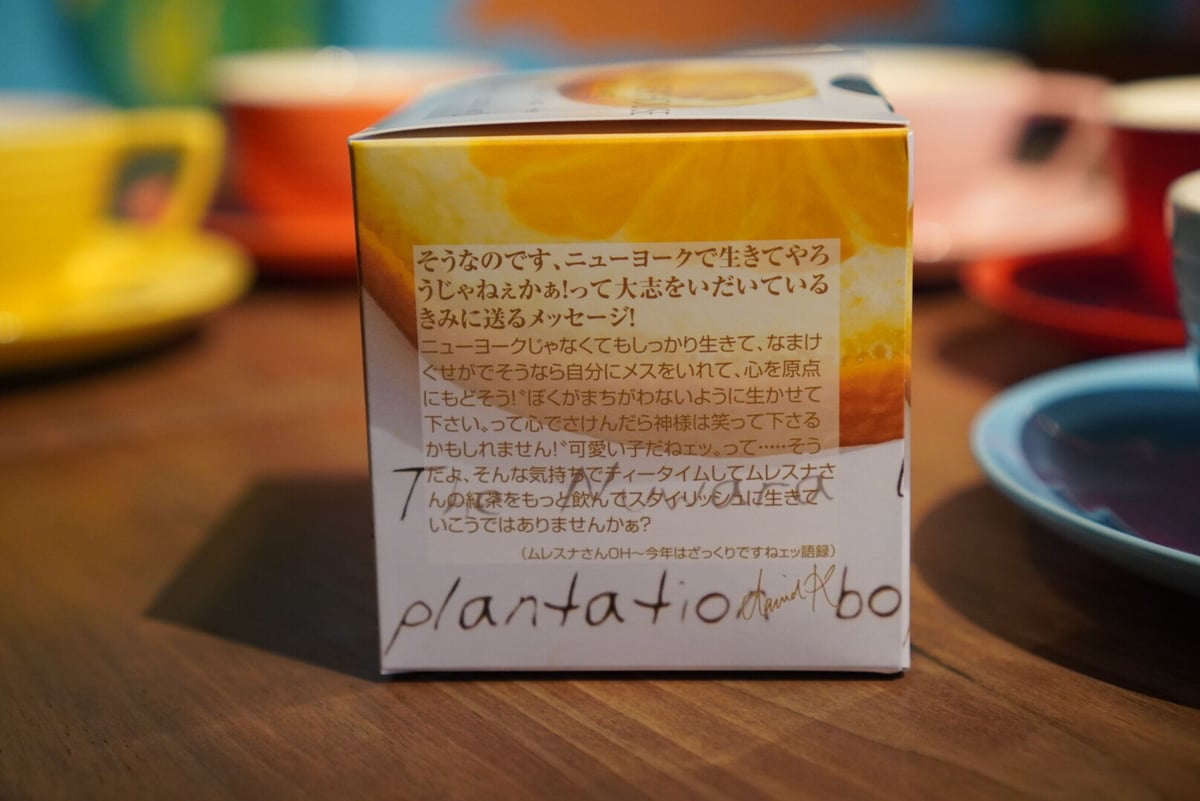 そうなのです、ニューヨークで生きてやろ
うじゃねぇかぁ!って大志をいだいている
きみに送るメッセージ!
ニューヨークじゃなくてもしっかり生きて、なまけ
ぐせがでそうなら自分にメスをいれて、心を原点
にもどそう!〝ぼくがまちがわないように生かせて
下さい〟って心でさけんだら神様は笑って下さる
かもしれません!〝可愛い子だねェッ〟って……そう
だよ、そんな気持ちでティータイムしてムレスナさ
んの紅茶をもっと飲んでスタイリッシュに生きて
いこうではありませんかぁ?
(ムレスナさんOH〜今年はざっくりですねェッ語録)
plantation bo